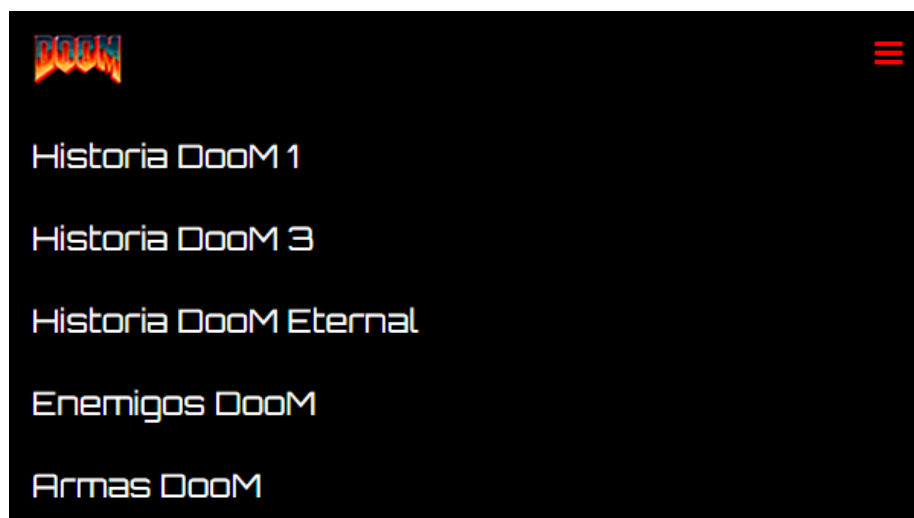 DOOM
Historia DooM 1
Historia DooM 3
Historia DooM Eternal
Enemigos DooM
Armas DooM